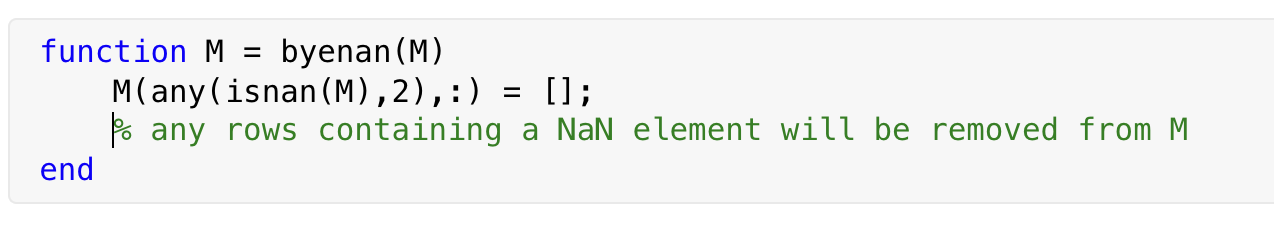 function M = byenan(M)
M(any(isnan(M),2),:) = [];
% any rows containing a NaN element will be removed from M
end